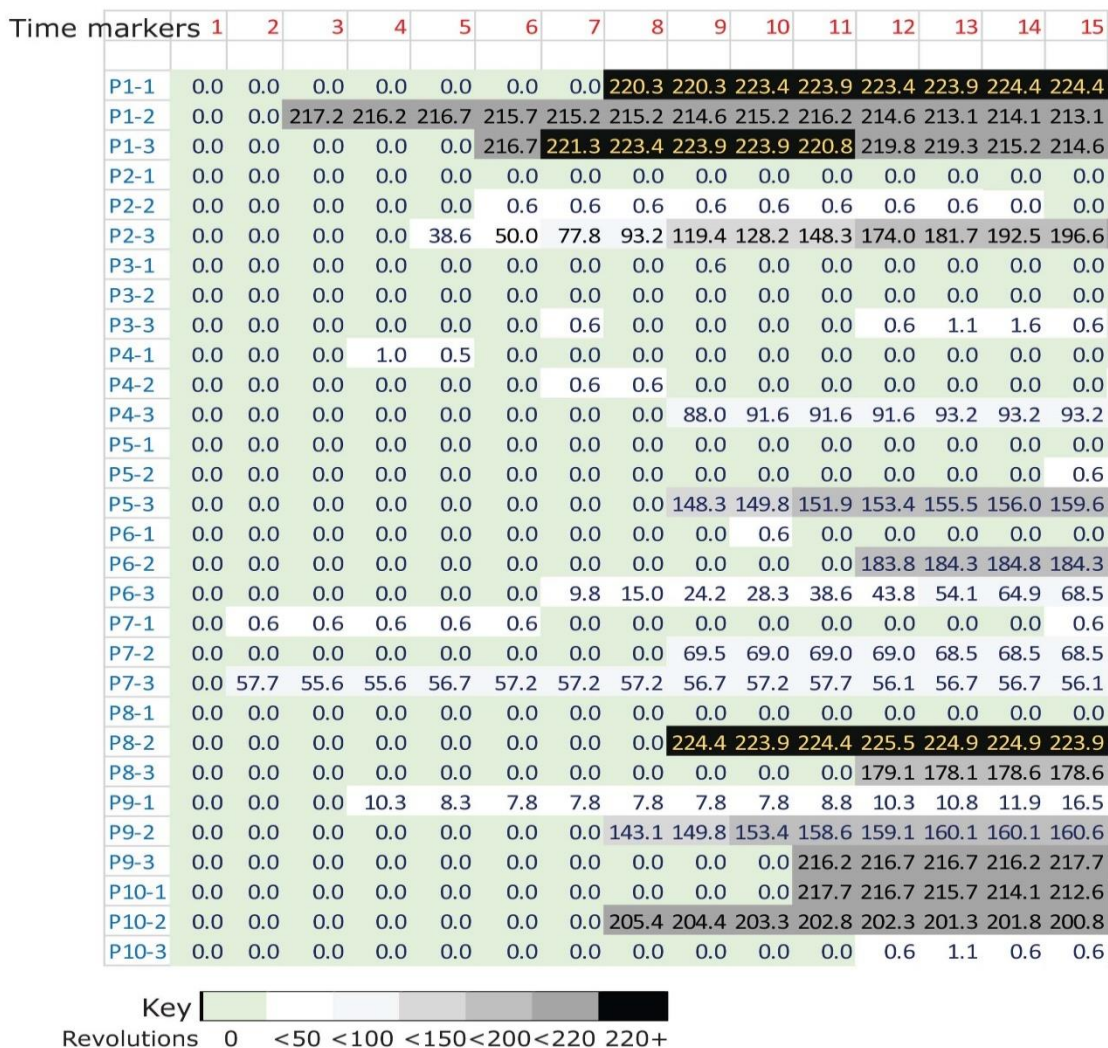 Time markers 1 2 3 4 5 6 7 8 9 10 11 12 13 14 15
P1-1 0.0 0.0 0.0 0.0 0.0 0.0 0.0 220.3 220.3 223.4 223.9 223.4 223.9 224.4 224.4
P1-2 0.0 0.0 217.2 216.2 216.7 215.7 215.2 215.2 214.6 215.2 216.2 214.6 213.1 214.1 213.1
P1-3 0.0 0.0 0.0 0.0 0.0 216.7 221.3 223.4 223.9 223.9 220.8 219.8 219.3 215.2 214.6
P2-1 0.0 0.0 0.0 0.0 0.0 0.0 0.0 0.0 0.0 0.0 0.0 0.0 0.0 0.0 0.0
P2-2 0.0 0.0 0.0 0.0 0.0 0.6 0.6 0.6 0.6 0.6 0.6 0.6 0.6 0.0 0.0
P2-3 0.0 0.0 0.0 0.0 38.6 50.0 77.8 93.2 119.4 128.2 148.3 174.0 181.7 192.5 196.6
P3-1 0.0 0.0 0.0 0.0 0.0 0.0 0.0 0.0 0.6 0.0 0.0 0.0 0.0 0.0 0.0
P3-2 0.0 0.0 0.0 0.0 0.0 0.0 0.0 0.0 0.0 0.0 0.0 0.0 0.0 0.0 0.0
P3-3 0.0 0.0 0.0 0.0 0.0 0.0 0.6 0.0 0.0 0.0 0.0 0.6 1.1 1.6 0.6
P4-1 0.0 0.0 0.0 1.0 0.5 0.0 0.0 0.0 0.0 0.0 0.0 0.0 0.0 0.0 0.0
P4-2 0.0 0.0 0.0 0.0 0.0 0.0 0.6 0.6 0.0 0.0 0.0 0.0 0.0 0.0 0.0
P4-3 0.0 0.0 0.0 0.0 0.0 0.0 0.0 0.0 88.0 91.6 91.6 91.6 93.2 93.2 93.2
P5-1 0.0 0.0 0.0 0.0 0.0 0.0 0.0 0.0 0.0 0.0 0.0 0.0 0.0 0.0 0.0
P5-2 0.0 0.0 0.0 0.0 0.0 0.0 0.0 0.0 0.0 0.0 0.0 0.0 0.0 0.0 0.6
P5-3 0.0 0.0 0.0 0.0 0.0 0.0 0.0 0.0 148.3 149.8 151.9 153.4 155.5 156.0 159.6
P6-1 0.0 0.0 0.0 0.0 0.0 0.0 0.0 0.0 0.0 0.6 0.0 0.0 0.0 0.0 0.0
P6-2 0.0 0.0 0.0 0.0 0.0 0.0 0.0 0.0 0.0 0.0 0.0 183.8 184.3 184.8 184.3
P6-3 0.0 0.0 0.0 0.0 0.0 0.0 9.8 15.0 24.2 28.3 38.6 43.8 54.1 64.9 68.5
P7-1 0.0 0.6 0.6 0.6 0.6 0.6 0.0 0.0 0.0 0.0 0.0 0.0 0.0 0.0 0.6
P7-2 0.0 0.0 0.0 0.0 0.0 0.0 0.0 0.0 69.5 69.0 69.0 69.0 68.5 68.5 68.5
P7-3 0.0 57.7 55.6 55.6 56.7 57.2 57.2 57.2 56.7 57.2 57.7 56.1 56.7 56.7 56.1
P8-1 0.0 0.0 0.0 0.0 0.0 0.0 0.0 0.0 0.0 0.0 0.0 0.0 0.0 0.0 0.0
P8-2 0.0 0.0 0.0 0.0 0.0 0.0 0.0 0.0 224.4 223.9 224.4 225.5 224.9 224.9 223.9
P8-3 0.0 0.0 0.0 0.0 0.0 0.0 0.0 0.0 0.0 0.0 0.0 179.1 178.1 178.6 178.6
P9-1 0.0 0.0 0.0 10.3 8.3 7.8 7.8 7.8 7.8 7.8 8.8 10.3 10.8 11.9 16.5
P9-2 0.0 0.0 0.0 0.0 0.0 0.0 0.0 143.1 149.8 153.4 158.6 159.1 160.1 160.1 160.6
P9-3 0.0 0.0 0.0 0.0 0.0 0.0 0.0 0.0 0.0 0.0 216.2 216.7 216.7 216.2 217.7
P10-1 0.0 0.0 0.0 0.0 0.0 0.0 0.0 0.0 0.0 0.0 217.7 216.7 215.7 214.1 212.6
P10-2 0.0 0.0 0.0 0.0 0.0 0.0 0.0 205.4 204.4 203.3 202.8 202.3 201.3 201.8 200.8
P10-3 0.0 0.0 0.0 0.0 0.0 0.0 0.0 0.0 0.0 0.0 0.0 0.6 1.1 0.6 0.6
Key
Revolutions 0 <50 <100 <150 <200 <220 220+